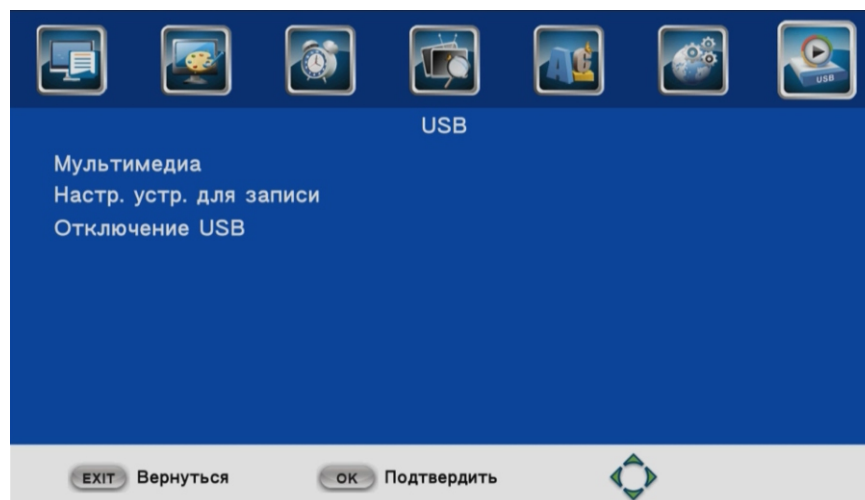 USB
USB
Мультимедиа
Настр. устр. для записи
Отключение USB
EXIT Вернуться OK Подтвердить